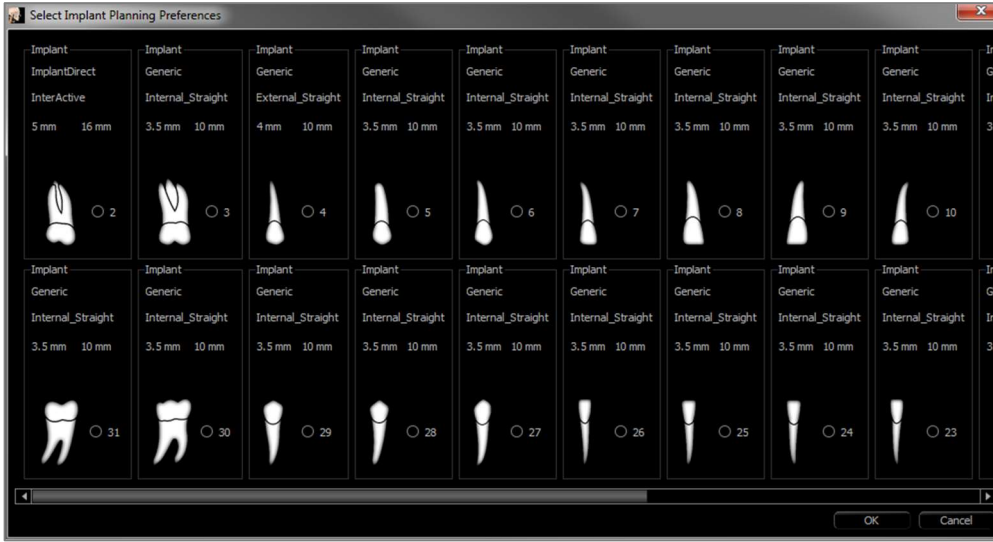 Select Implant Planning Preferences
Implant Implant Implant Implant Implant Implant Implant Implant Implant
ImplantDirect Generic Generic Generic Generic Generic Generic Generic Generic
InterActive Internal_Straight External_Straight Internal_Straight Internal_Straight Internal_Straight Internal_Straight Internal_Straight Internal_Straight
5 mm 16 mm 3.5 mm 10 mm 4 mm 10 mm 3.5 mm 10 mm 3.5 mm 10 mm 3.5 mm 10 mm 3.5 mm 10 mm 3.5 mm 10 mm 3.5 mm 10 mm 3
2 3 4 5 6 7 8 9 10
Implant Implant Implant Implant Implant Implant Implant Implant Implant
Generic Generic Generic Generic Generic Generic Generic Generic Generic
Internal_Straight Internal_Straight Internal_Straight Internal_Straight Internal_Straight Internal_Straight Internal_Straight Internal_Straight Internal_Straight
3.5 mm 10 mm 3.5 mm 10 mm 3.5 mm 10 mm 3.5 mm 10 mm 3.5 mm 10 mm 3.5 mm 10 mm 3.5 mm 10 mm 3.5 mm 10 mm 3.5 mm 10 mm 3
31 30 29 28 27 26 25 24 23
OK Cancel